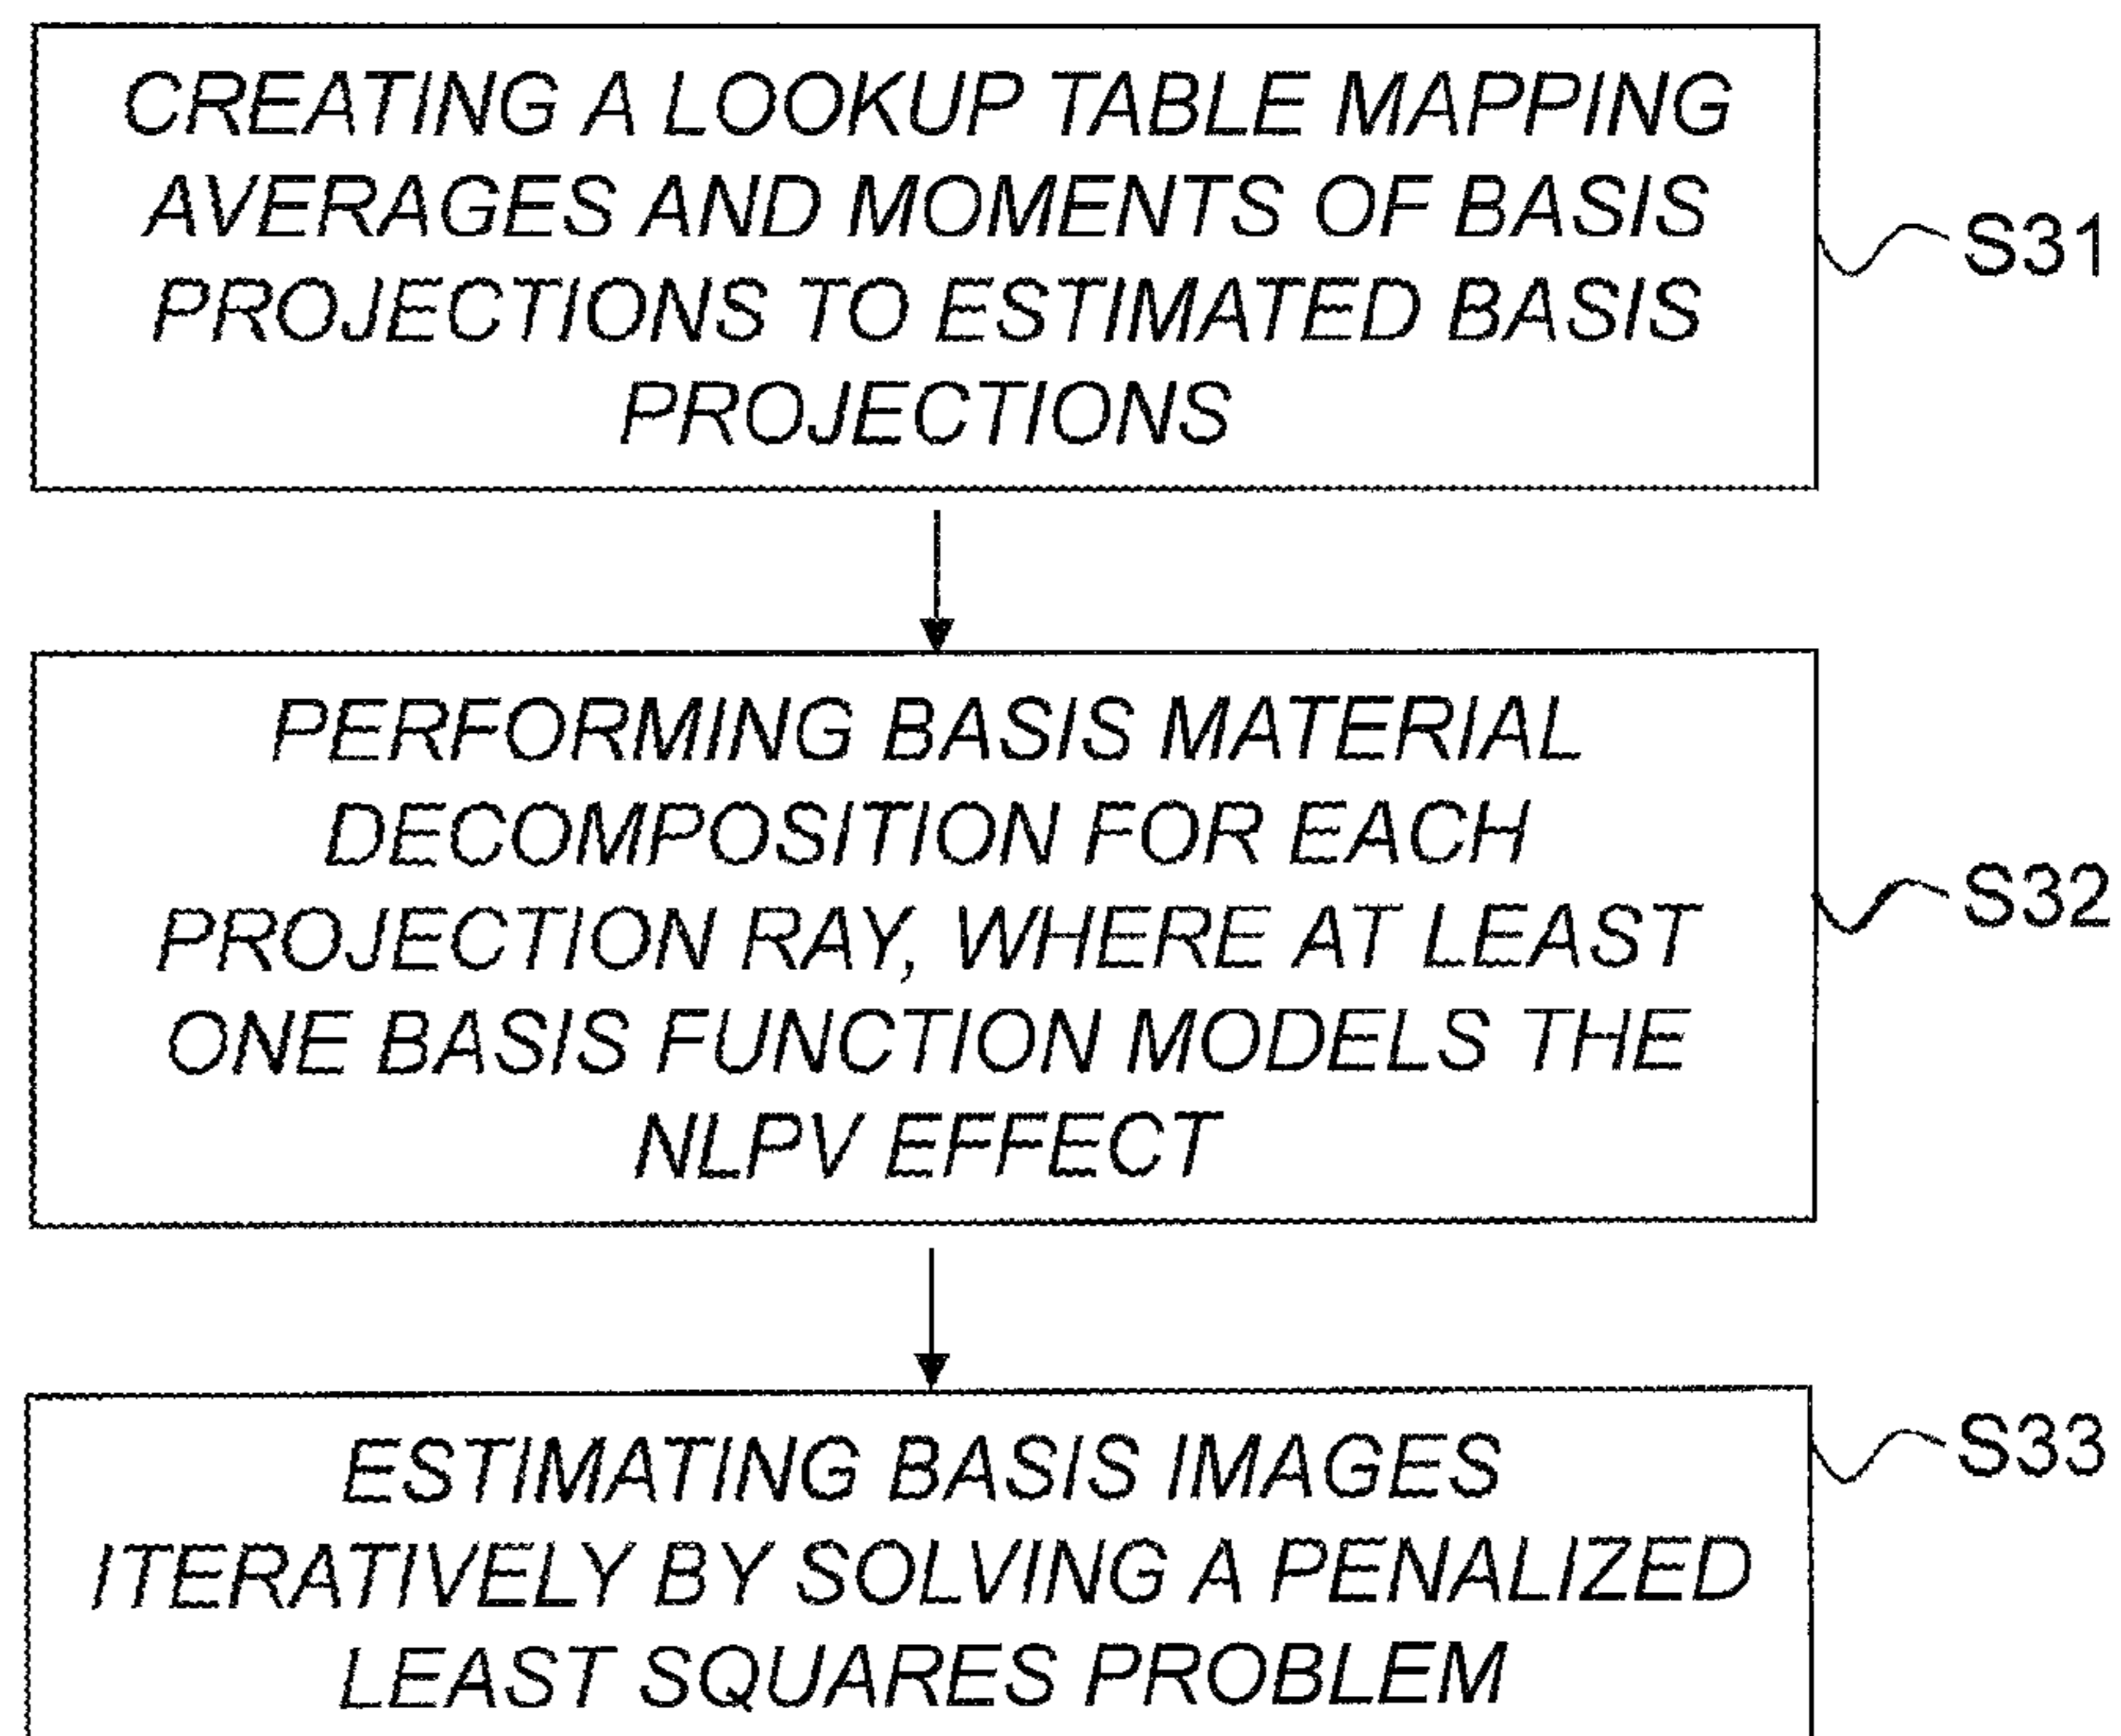 CREATING A LOOKUP TABLE MAPPING
AVERAGES AND MOMENTS OF BASIS
PROJECTIONS TO ESTIMATED BASIS
PROJECTIONS
S31
PERFORMING BASIS MATERIAL
DECOMPOSITION FOR EACH
PROJECTION RAY, WHERE AT LEAST
ONE BASIS FUNCTION MODELS THE
NLPV EFFECT
S32
ESTIMATING BASIS IMAGES
ITERATIVELY BY SOLVING A PENALIZED
LEAST SQUARES PROBLEM
S33